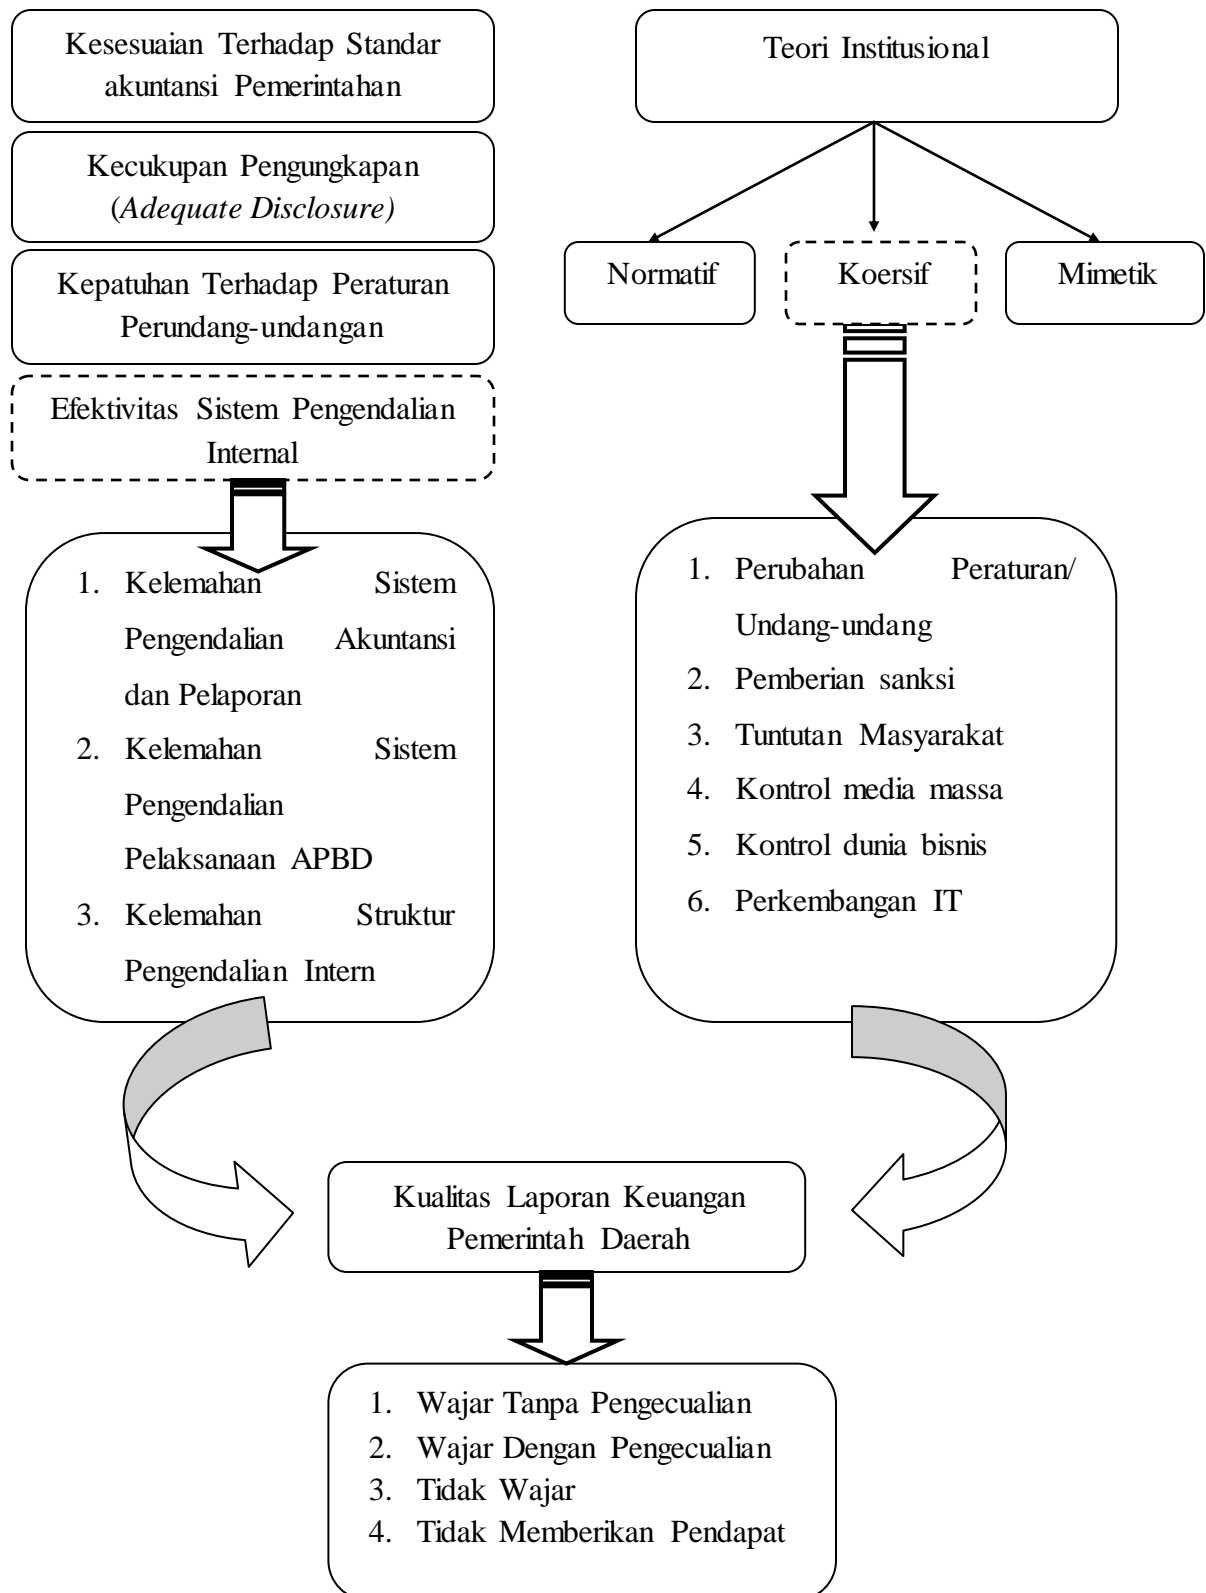 Kesesuaian Terhadap Standar
akuntansi Pemerintahan
Kecukupan Pengungkapan
(Adequate Disclosure)
Kepatuhan Terhadap Peraturan
Perundang-undangan
Efektivitas Sistem Pengendalian
Internal
1. Kelemahan Sistem
Pengendalian Akuntansi
dan Pelaporan
2. Kelemahan Sistem
Pengendalian
Pelaksanaan APBD
3. Kelemahan Struktur
Pengendalian Intern
Teori Institusional
Normatif
Koersif
Mimetik
1. Perubahan Peraturan/
Undang-undang
2. Pemberian sanksi
3. Tuntutan Masyarakat
4. Kontrol media massa
5. Kontrol dunia bisnis
6. Perkembangan IT
Kualitas Laporan Keuangan
Pemerintah Daerah
1. Wajar Tanpa Pengecualian
2. Wajar Dengan Pengecualian
3. Tidak Wajar
4. Tidak Memberikan Pendapat